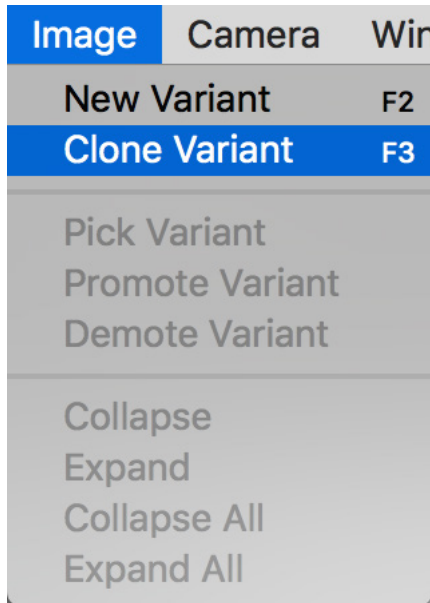 Image Camera Win
New Variant F2
Clone Variant F3
Pick Variant
Promote Variant
Demote Variant
Collapse
Expand
Collapse All
Expand All